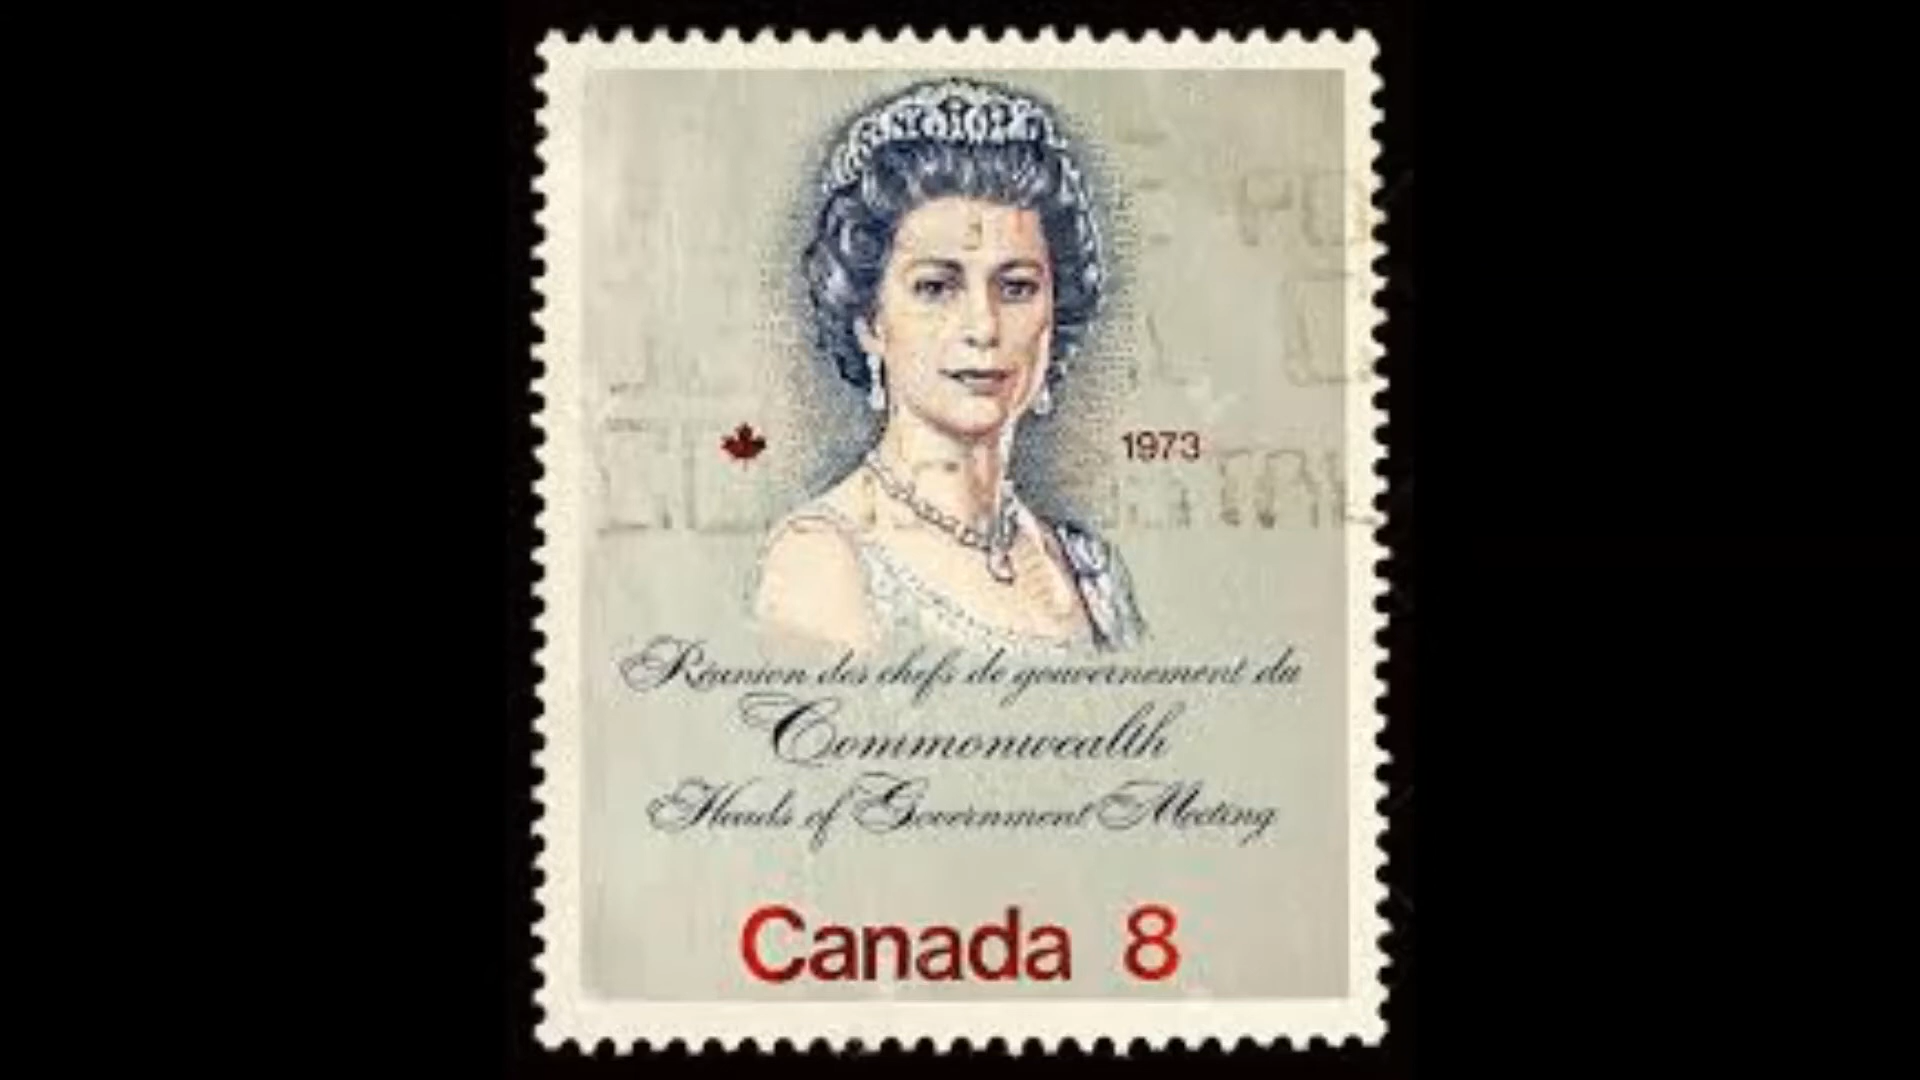 1973
Réunion des chefs de gouvernement du
Commonwealth
Heads of Government Meeting
Canada 8